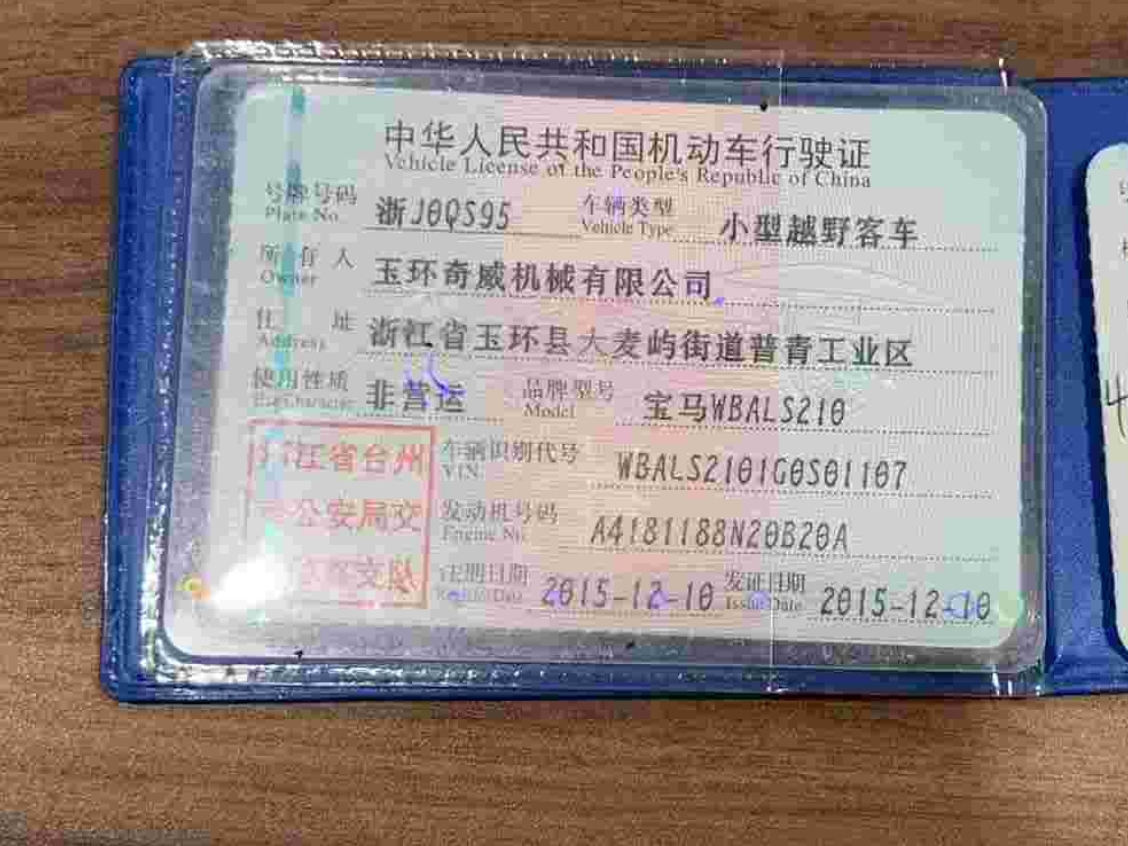 中华人民共和国机动车行驶证
Vehicle License of the People's Republic of China
号牌号码 浙J0QS95 车辆类型 小型越野客车
Plate No. Vehicle Type
所有人 玉环奇威机械有限公司
Owner
住址 浙江省玉环县大麦屿街道普青工业区
Address
使用性质 非营运 品牌型号 宝马WBALS210
Use Character Model
江省台州 车辆识别代号 WBALS2101G0S01107
VIN
公安局交 发动机号码 A4181188N20B20A
Engine No.
支队 注册日期 2015-12-10 发证日期 2015-12-10
Register Date Issue Date